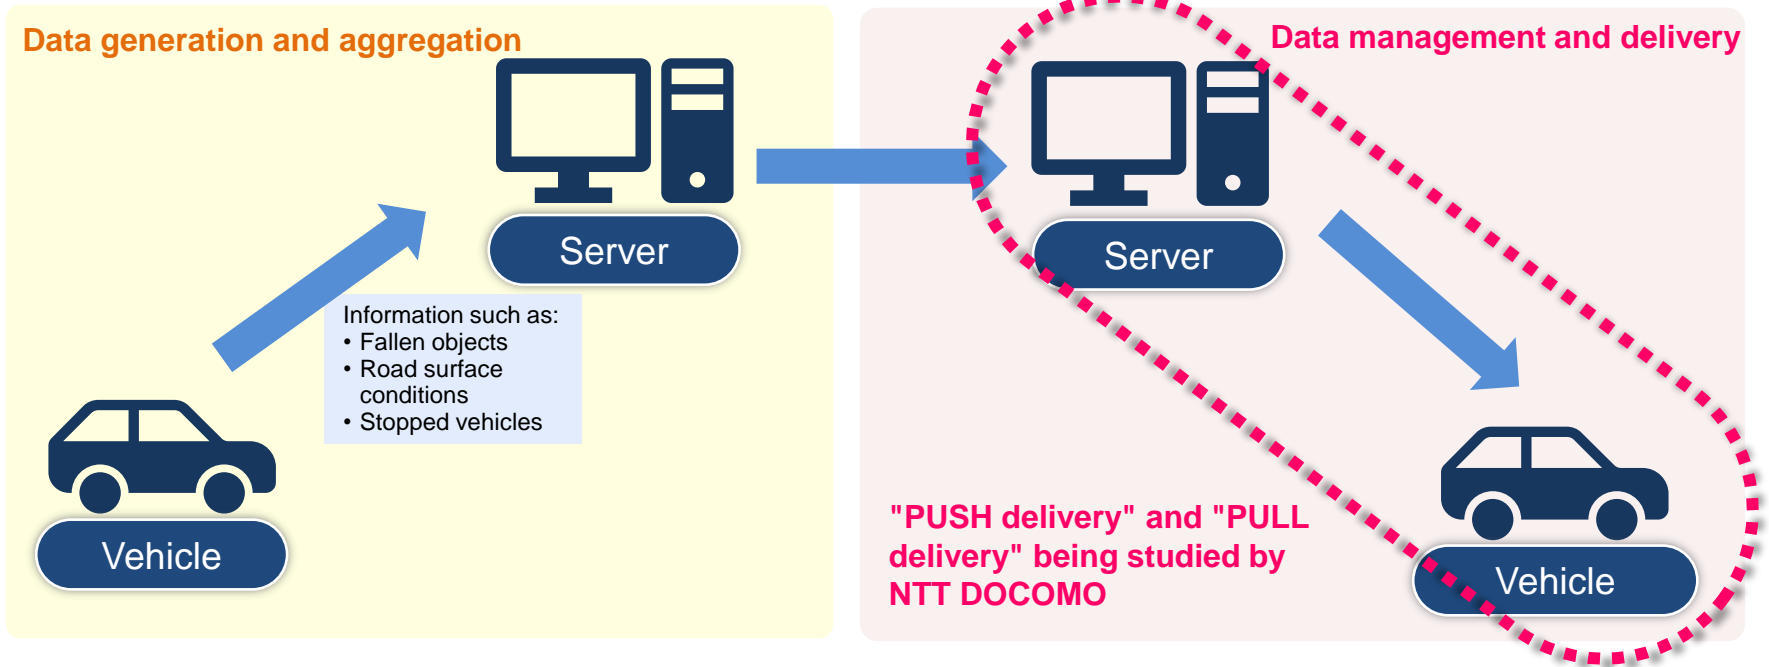 Data generation and aggregation
Server
Information such as:
• Fallen objects
• Road surface
conditions
• Stopped vehicles
Vehicle
Data management and delivery
Server
"PUSH delivery" and "PULL
delivery" being studied by
NTT DOCOMO
Vehicle